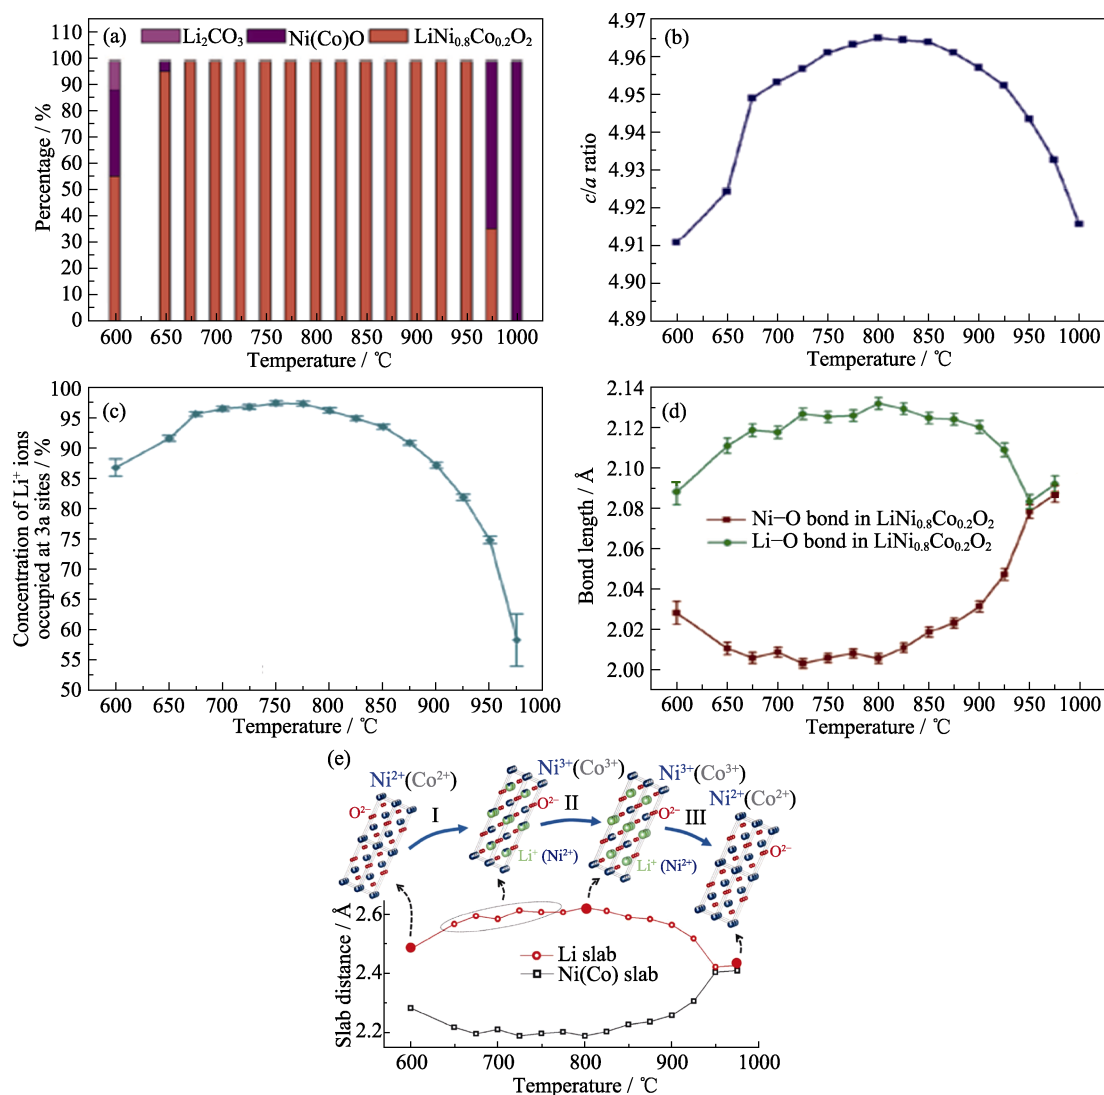 (a)
Li₂CO₃ Ni(Co)O LiNi₀.₈Co₀.₂O₂
110
100
90
80
70
60
50
40
30
20
10
0
Percentage / %
600 650 700 750 800 850 900 950 1000
Temperature / ℃
(b)
4.97
4.96
4.95
4.94
4.93
4.92
4.91
4.90
4.89
c/a ratio
600 650 700 750 800 850 900 950 1000
Temperature / ℃
(c)
100
95
90
85
80
75
70
65
60
55
50
Concentration of Li⁺ ions
occupied at 3a sites / %
600 650 700 750 800 850 900 950 1000
Temperature / ℃
(d)
2.14
2.12
2.10
2.08
2.06
2.04
2.02
2.00
Bond length / Å
Ni−O bond in LiNi₀.₈Co₀.₂O₂
Li−O bond in LiNi₀.₈Co₀.₂O₂
600 650 700 750 800 850 900 950 1000
Temperature / ℃
(e)
Ni²⁺(Co²⁺)
O²⁻
I
Ni³⁺(Co³⁺)
O²⁻
II
Li⁺ (Ni²⁺)
Ni³⁺(Co³⁺)
O²⁻
III
Li⁺ (Ni²⁺)
Ni²⁺(Co²⁺)
O²⁻
2.6
2.4
2.2
Slab distance / Å
Li slab
Ni(Co) slab
600 700 800 900 1000
Temperature / ℃